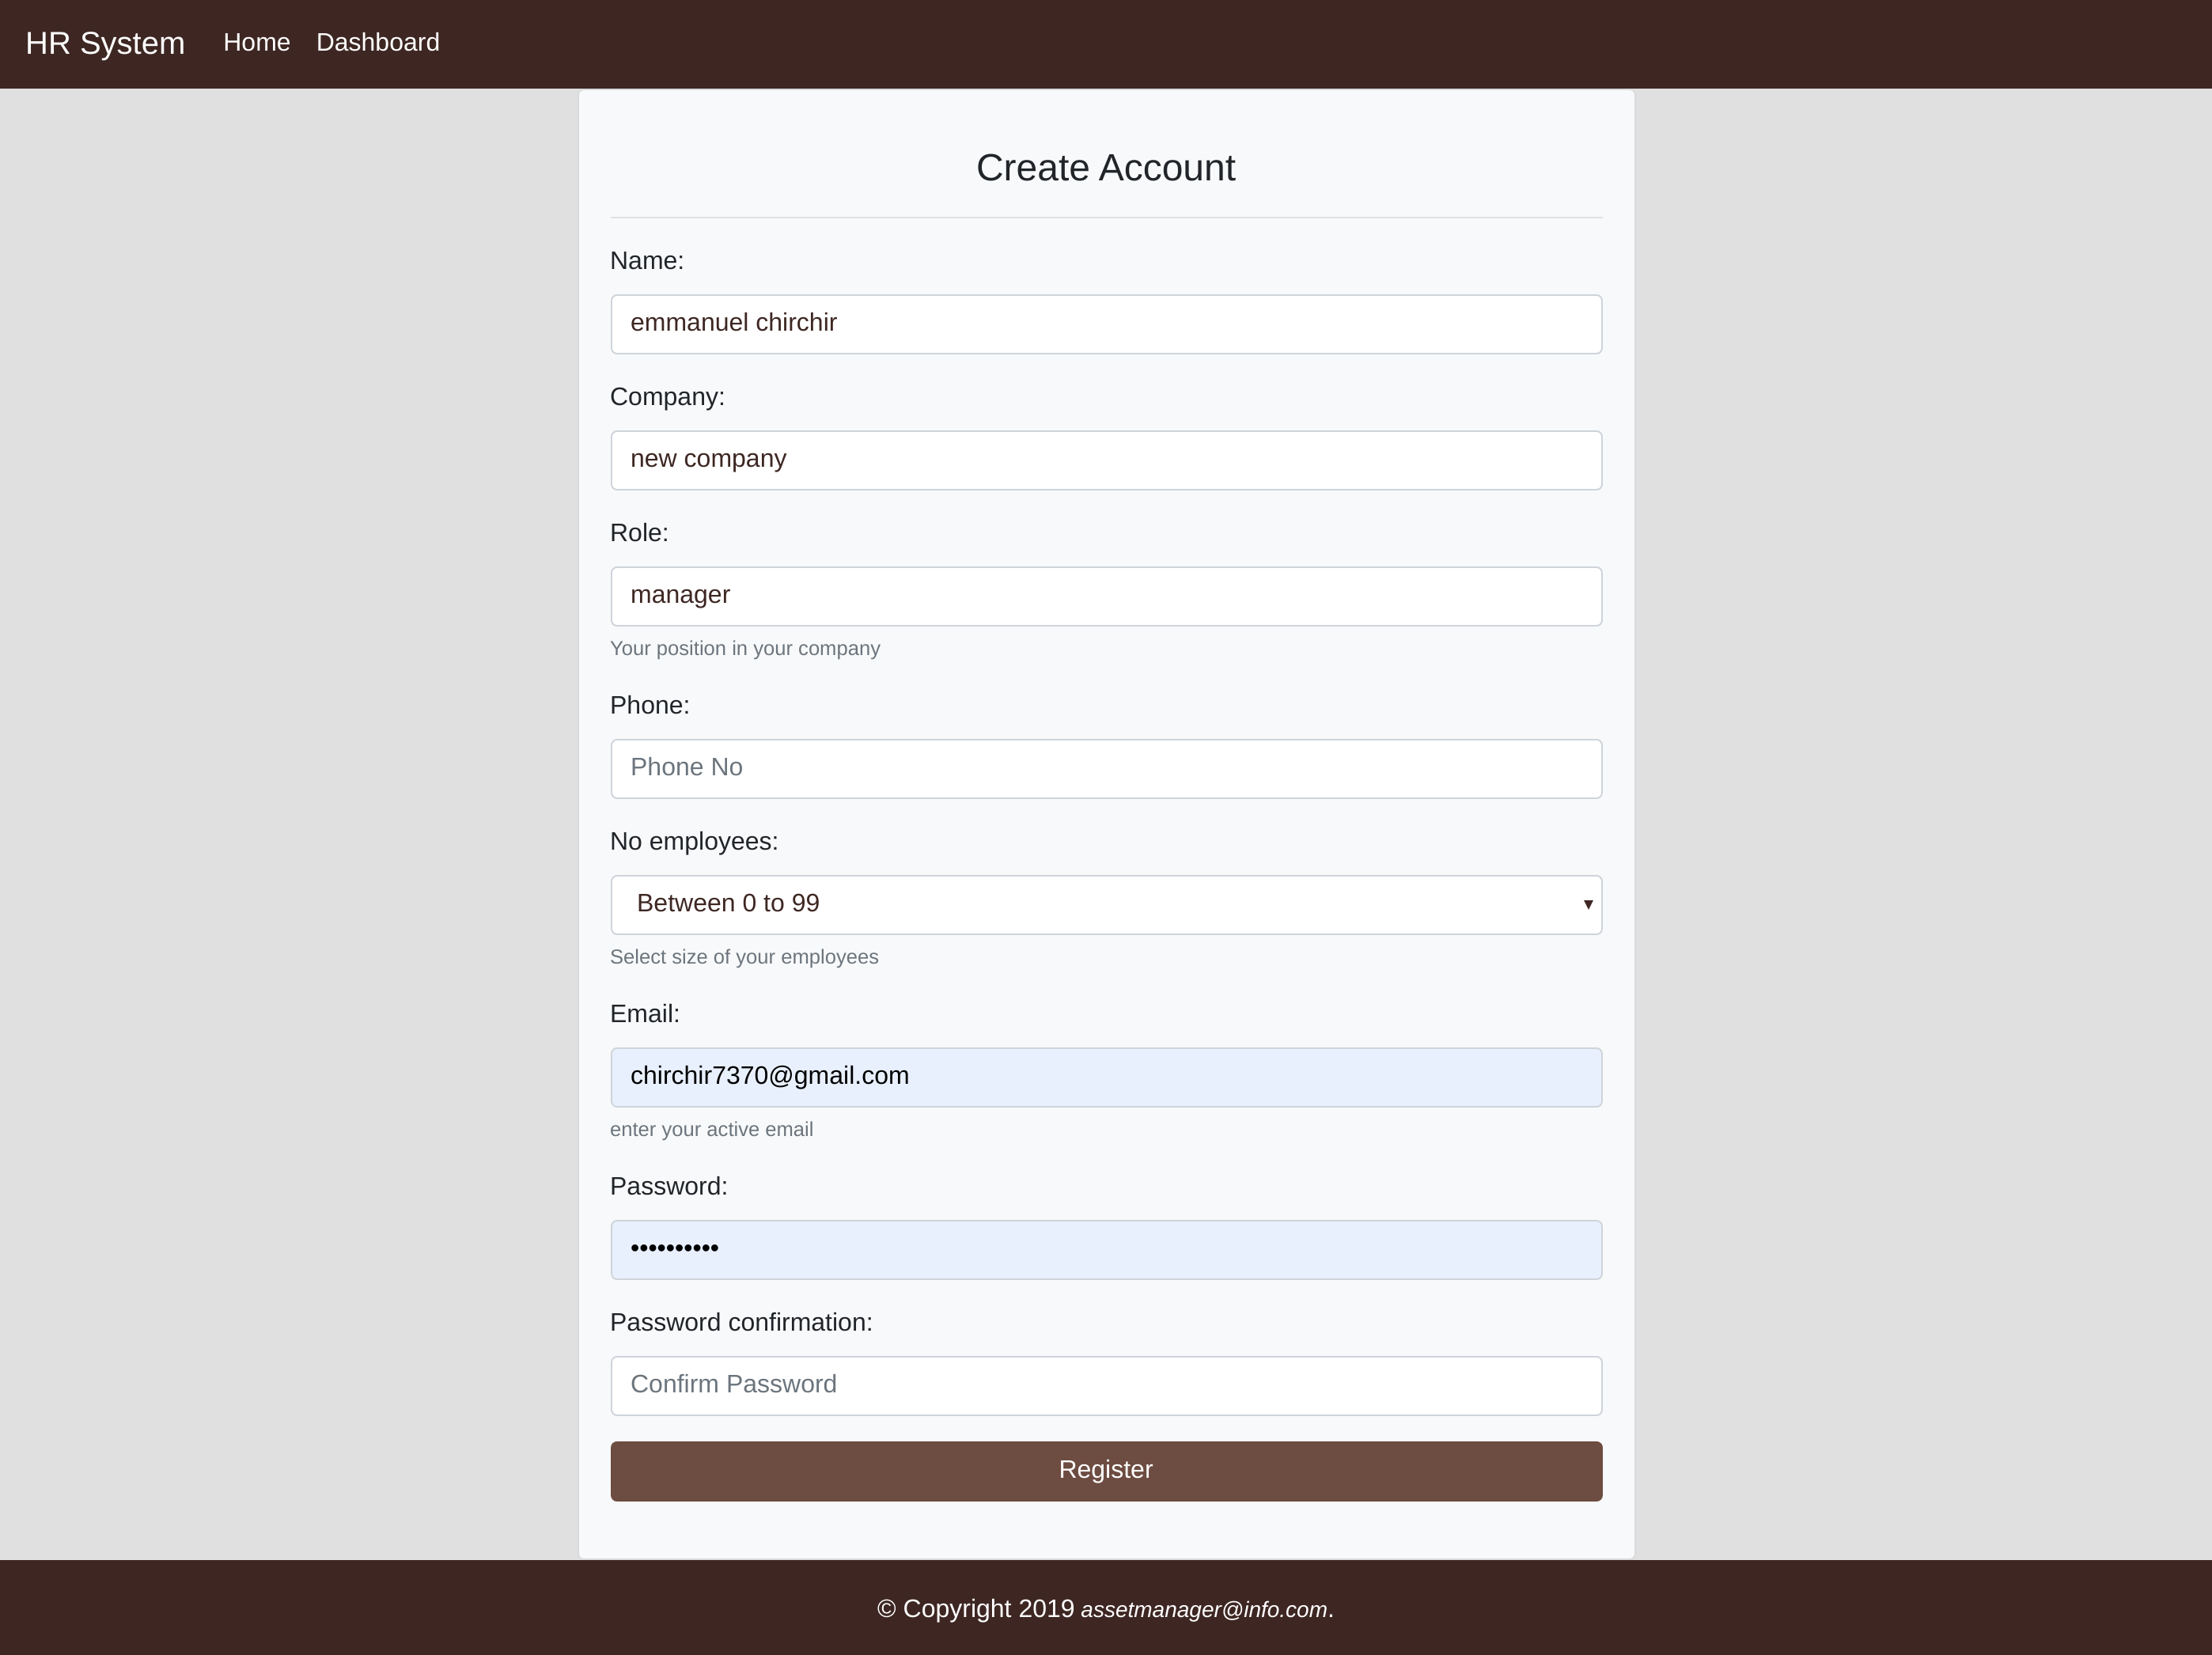 HR System Home Dashboard
Create Account
Name:
emmanuel chirchir
Company:
new company
Role:
manager
Your position in your company
Phone:
Phone No
No employees:
Between 0 to 99
Select size of your employees
Email:
chirchir7370@gmail.com
enter your active email
Password:
••••••••••
Password confirmation:
Confirm Password
Register
© Copyright 2019 assetmanager@info.com.